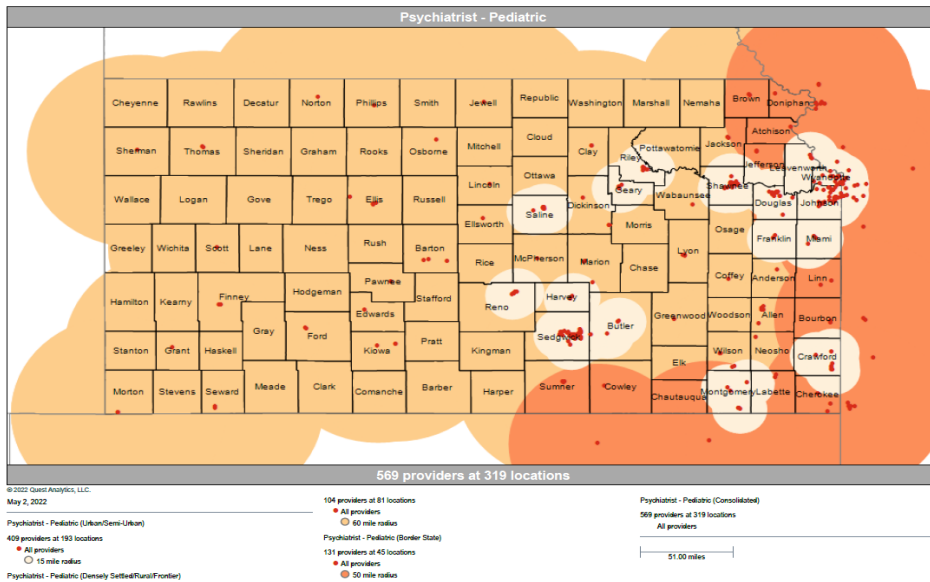 Psychiatrist - Pediatric
Cheyenne Rawlins Decatur Norton Phillips Smith Jewell Republic Washington Marshall Nemaha Brown Doniphan
Sherman Thomas Sheridan Graham Rooks Osborne Mitchell Cloud Clay Riley Pottawatomie Jackson Atchison
Jefferson Leavenworth Wyandotte
Wallace Logan Gove Trego Ellis Russell Lincoln Ottawa Saline Dickinson Geary Wabaunsee Shawnee Douglas Johnson
Greeley Wichita Scott Lane Ness Rush Barton Ellsworth McPherson Marion Morris Chase Lyon Osage Franklin Miami
Hamilton Kearny Finney Hodgeman Pawnee Stafford Rice Reno Harvey Coffey Anderson Linn
Gray Ford Edwards Sedgwick Butler Greenwood Woodson Allen Bourbon
Stanton Grant Haskell Kiowa Pratt Kingman Elk Wilson Neosho Crawford
Morton Stevens Seward Meade Clark Comanche Barber Harper Sumner Cowley Chautauqua Montgomery Labette Cherokee
569 providers at 319 locations
© 2022 Quest Analytics, LLC.
May 2, 2022
Psychiatrist - Pediatric (Urban/Semi-Urban)
409 providers at 193 locations
All providers
15 mile radius
Psychiatrist - Pediatric (Densely Settled/Rural/Frontier)
104 providers at 81 locations
All providers
60 mile radius
Psychiatrist - Pediatric (Border State)
131 providers at 45 locations
All providers
50 mile radius
Psychiatrist - Pediatric (Consolidated)
569 providers at 319 locations
All providers
51.00 miles